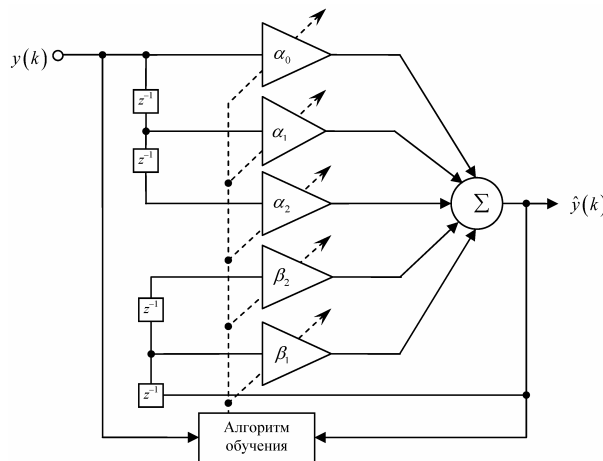 y(k)
α₀
z⁻¹
α₁
z⁻¹
α₂
Σ
ŷ(k)
β₂
z⁻¹
β₁
z⁻¹
Алгоритм
обучения